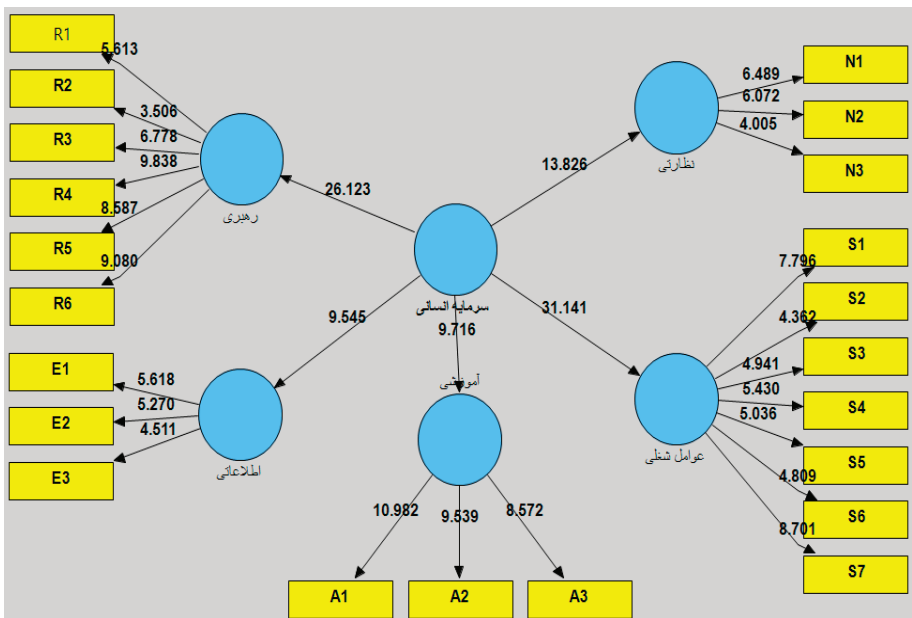 R1
5.613
R2
3.506
R3
6.778
R4
9.838
R5
8.587
R6
9.080
رهبری
26.123
N1
6.489
N2
6.072
N3
4.005
نظارتی
13.826
سرمایه انسانی
S1
7.796
S2
4.362
S3
4.941
S4
5.430
S5
5.036
S6
4.809
S7
8.701
عوامل شغلی
31.141
E1
5.618
E2
5.270
E3
4.511
اطلاعاتی
9.545
9.716
آموزشی
10.982
9.539
8.572
A1
A2
A3